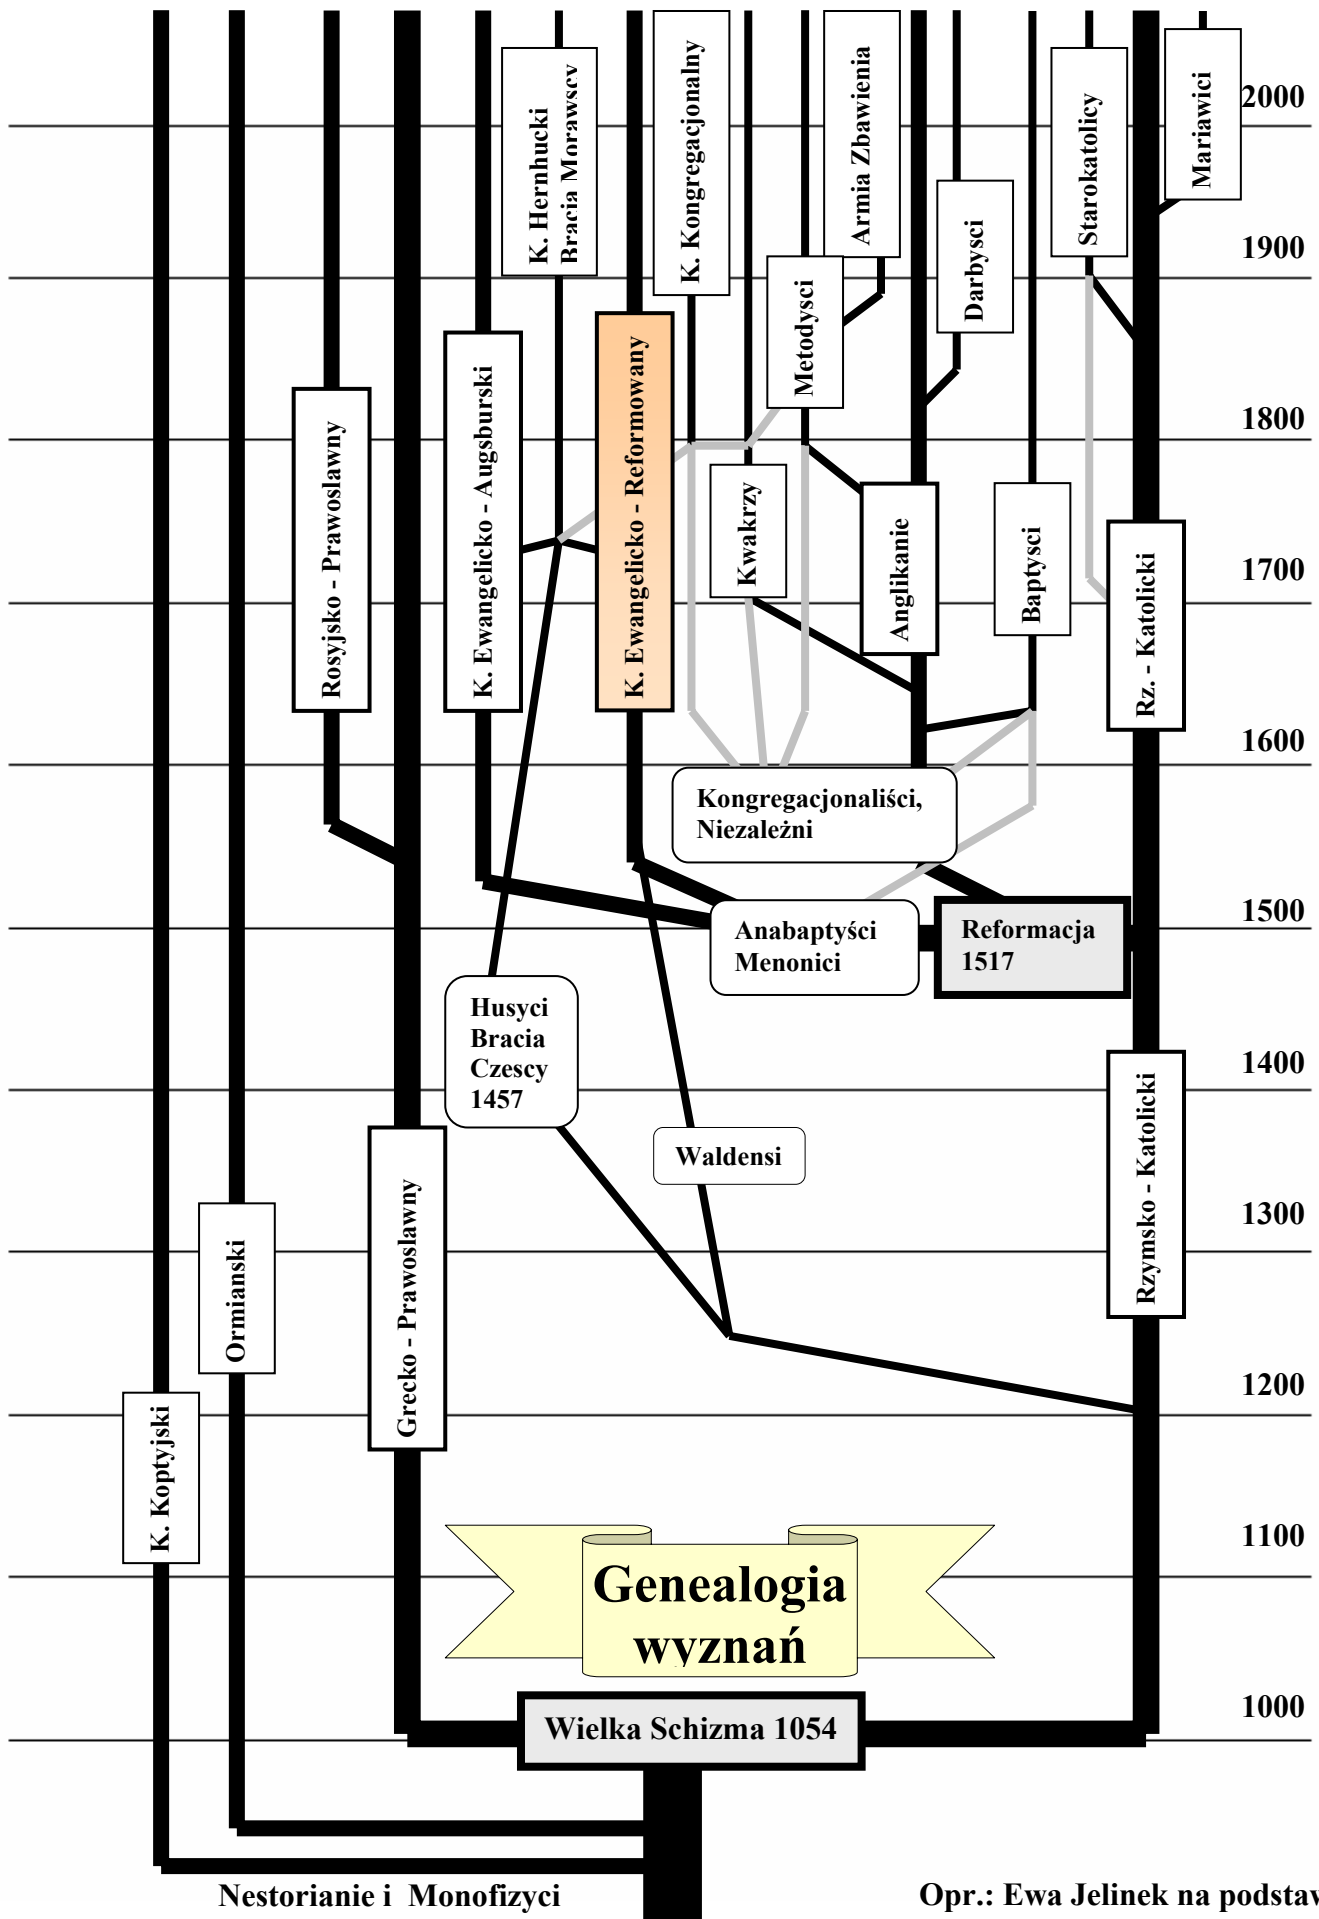 K. Hernhucki
Bracia Morawscy
K. Kongregacjonalny
Armia Zbawienia
Starokatolicy
Mariawici
2000
Darbysci
1900
Metodysci
Rosyjsko - Prawoslawny
K. Ewangelicko - Augsburski
K. Ewangelicko - Reformowany
1800
Kwakrzy
Anglikanie
Baptysci
Rz. - Katolicki
1700
1600
Kongregacjonaliści,
Niezależni
1500
Anabaptyści
Menonici
Reformacja
1517
Husyci
Bracia
Czescy
1457
1400
Waldensi
Rzymsko - Katolicki
Grecko - Prawoslawny
Ormianski
1300
1200
K. Koptyjski
1100
Genealogia
wyznań
1000
Wielka Schizma 1054
Nestorianie i Monofizyci
Opr.: Ewa Jelinek na podstaw